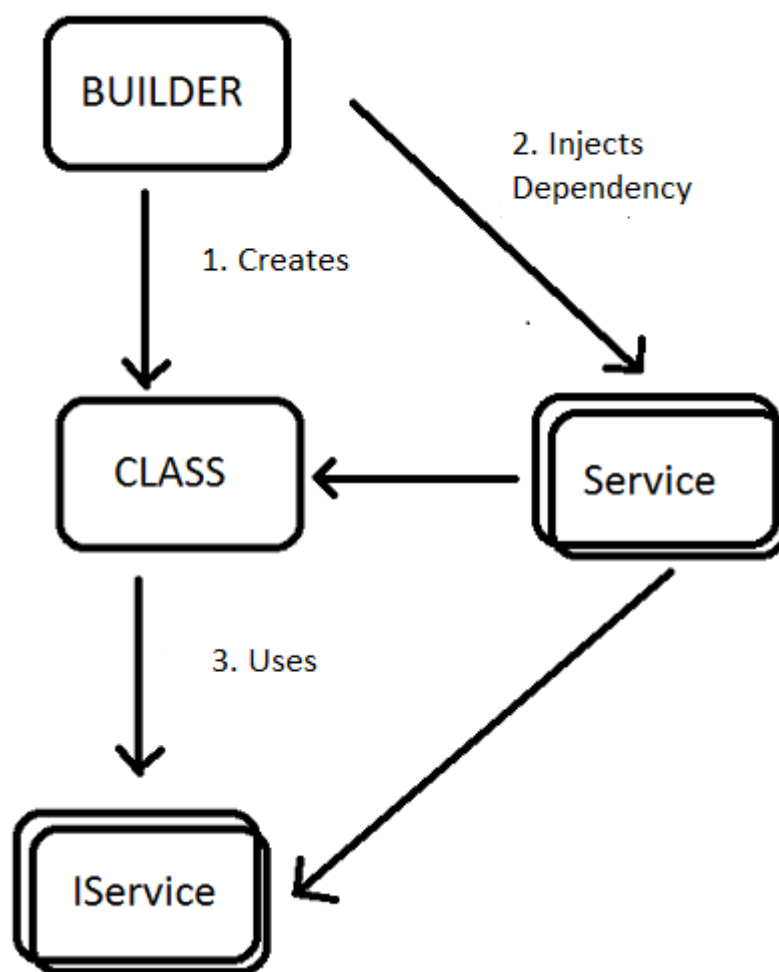 BUILDER
2. Injects
Dependency
1. Creates
CLASS
Service
3. Uses
IService